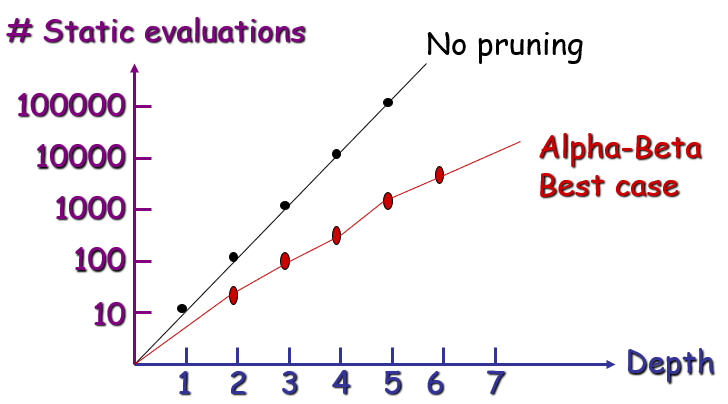 # Static evaluations
No pruning
100000
10000
1000
100
10
Alpha-Beta
Best case
Depth
1 2 3 4 5 6 7